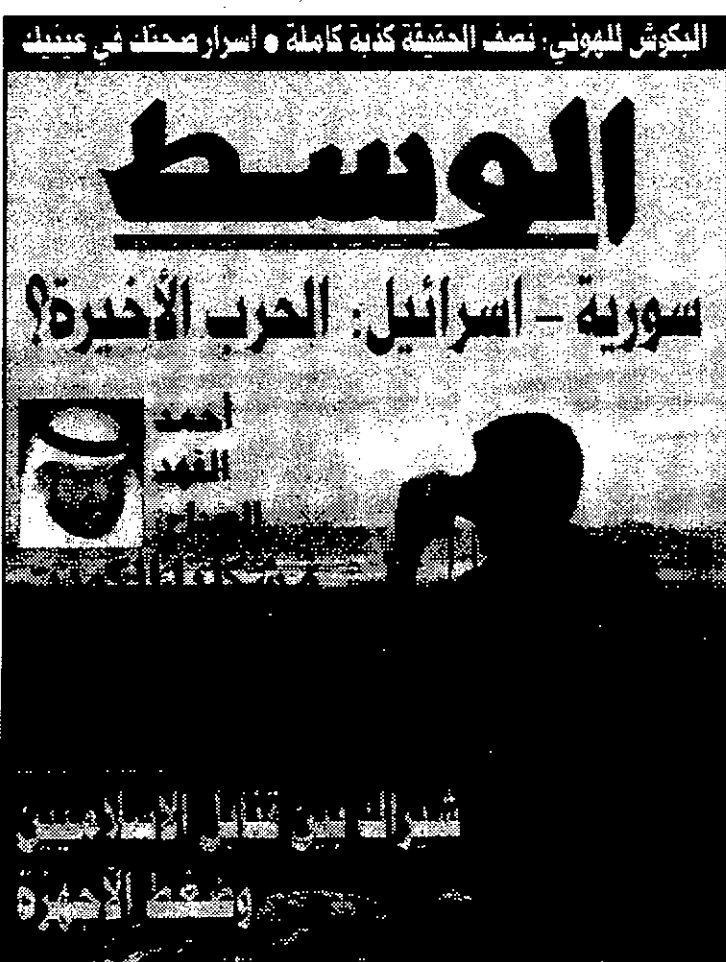 البكوش للهوني: نصف الحقيقة كذبة كاملة • اسرار صحتك في عينيك
الوسط
سورية - اسرائيل: الحرب الأخيرة؟
أحمد
الفهد
شيراك بين قنابل الاسلاميين
وضغط الأجهزة